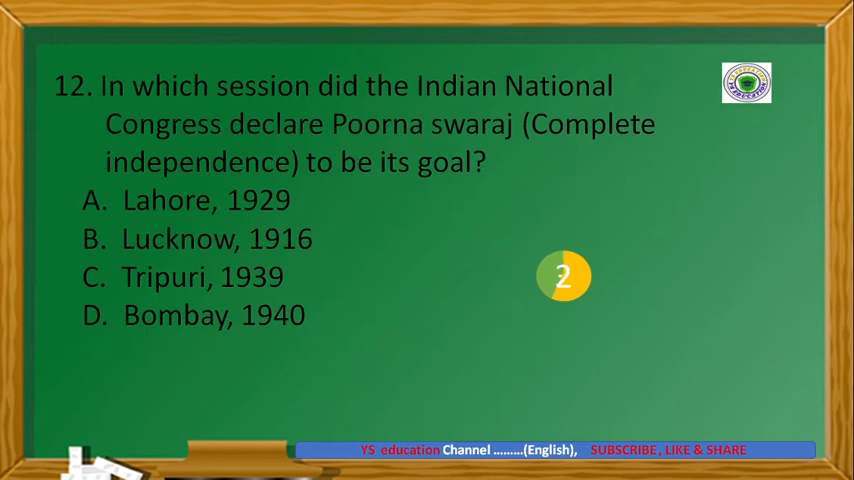 12. In which session did the Indian National
Congress declare Poorna swaraj (Complete
independence) to be its goal?
A. Lahore, 1929
B. Lucknow, 1916
C. Tripuri, 1939
D. Bombay, 1940
2
YS education Channel .........(English), SUBSCRIBE, LIKE & SHARE